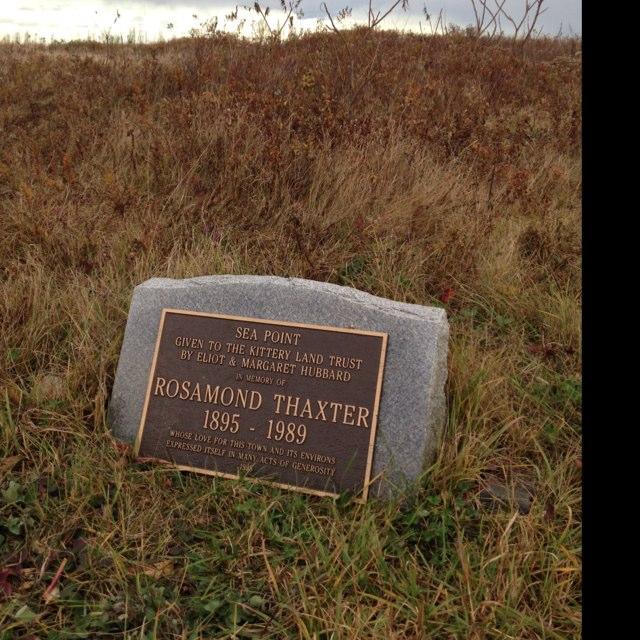 SEA POINT
GIVEN TO THE KITTERY LAND TRUST
BY ELIOT & MARGARET HUBBARD
IN MEMORY OF
ROSAMOND THAXTER
1895 - 1989
WHOSE LOVE FOR THIS TOWN AND ITS ENVIRONS
EXPRESSED ITSELF IN MANY ACTS OF GENEROSITY